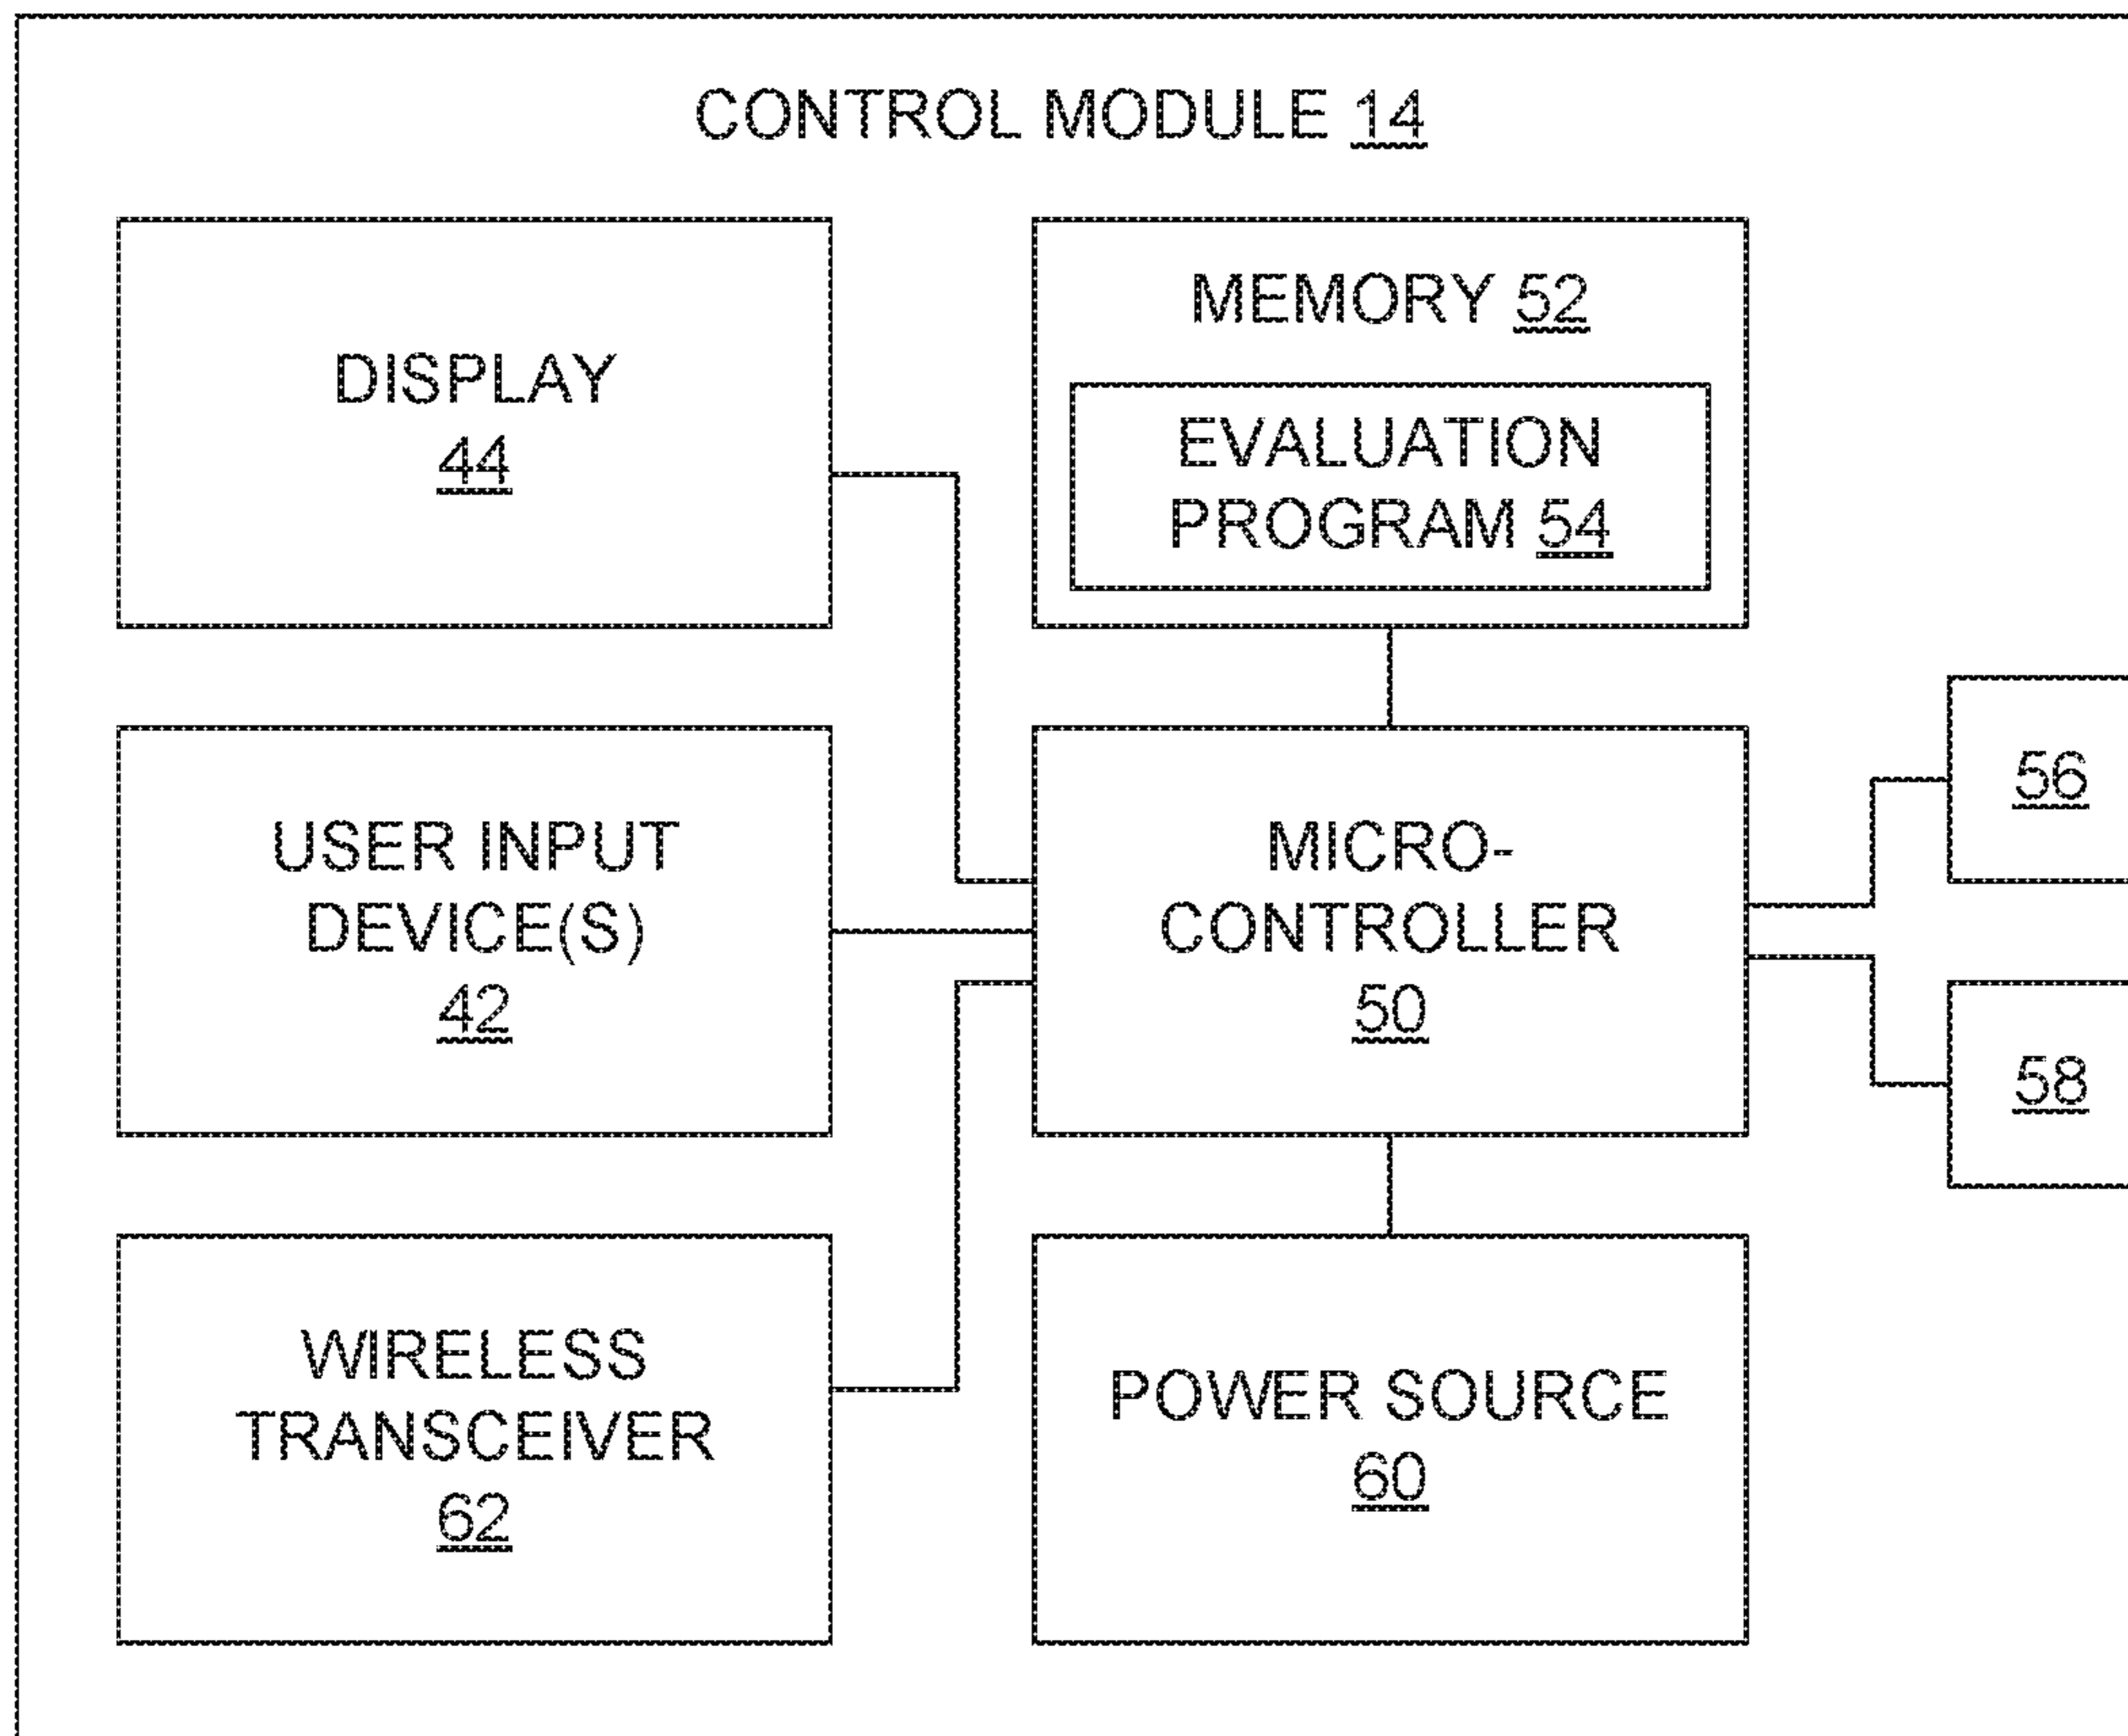 CONTROL MODULE 14
DISPLAY
44
MEMORY 52
EVALUATION
PROGRAM 54
USER INPUT
DEVICE(S)
42
MICRO-
CONTROLLER
50
56
58
WIRELESS
TRANSCEIVER
62
POWER SOURCE
60